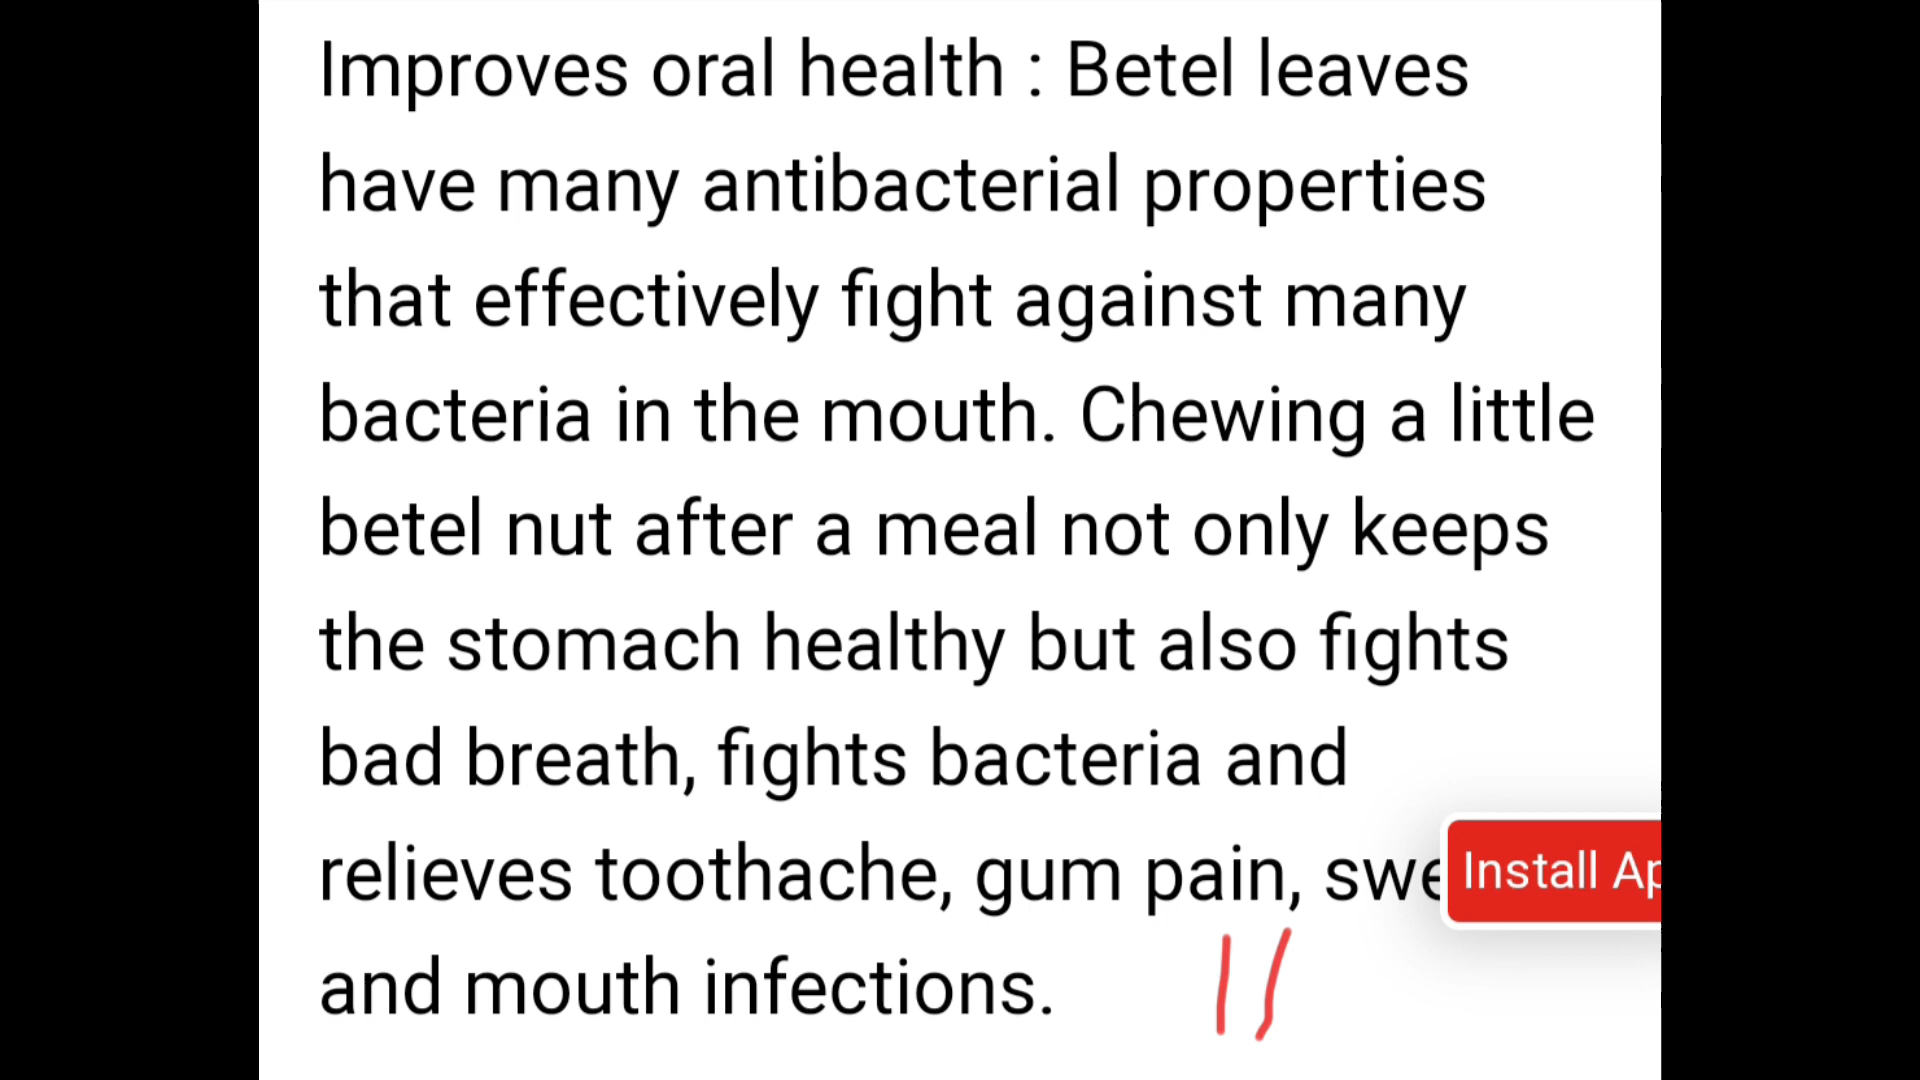 Improves oral health : Betel leaves
have many antibacterial properties
that effectively fight against many
bacteria in the mouth. Chewing a little
betel nut after a meal not only keeps
the stomach healthy but also fights
bad breath, fights bacteria and
relieves toothache, gum pain,
Install
and mouth infections.